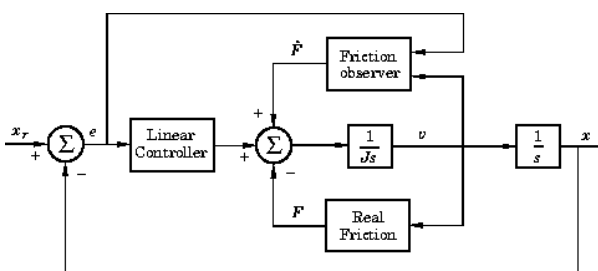 F̂
Friction
observer
x_r
+
Σ
−
e
Linear
Controller
+
+
Σ
−
1
Js
v
1
s
x
F
Real
Friction